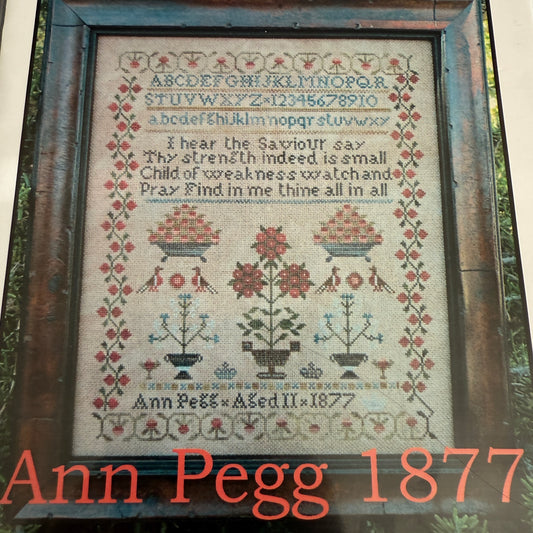 ABCDEFGHIJKLMNOPQR
STUVWXYZ×12345678910
abcdefghijklmnopqrstuvwxy
I hear the Saviour say
Thy strength indeed is small
Child of weakness watch and
Pray Find in me thine all in all
Ann Pegg × Aged 11 × 1877
Ann Pegg 1877